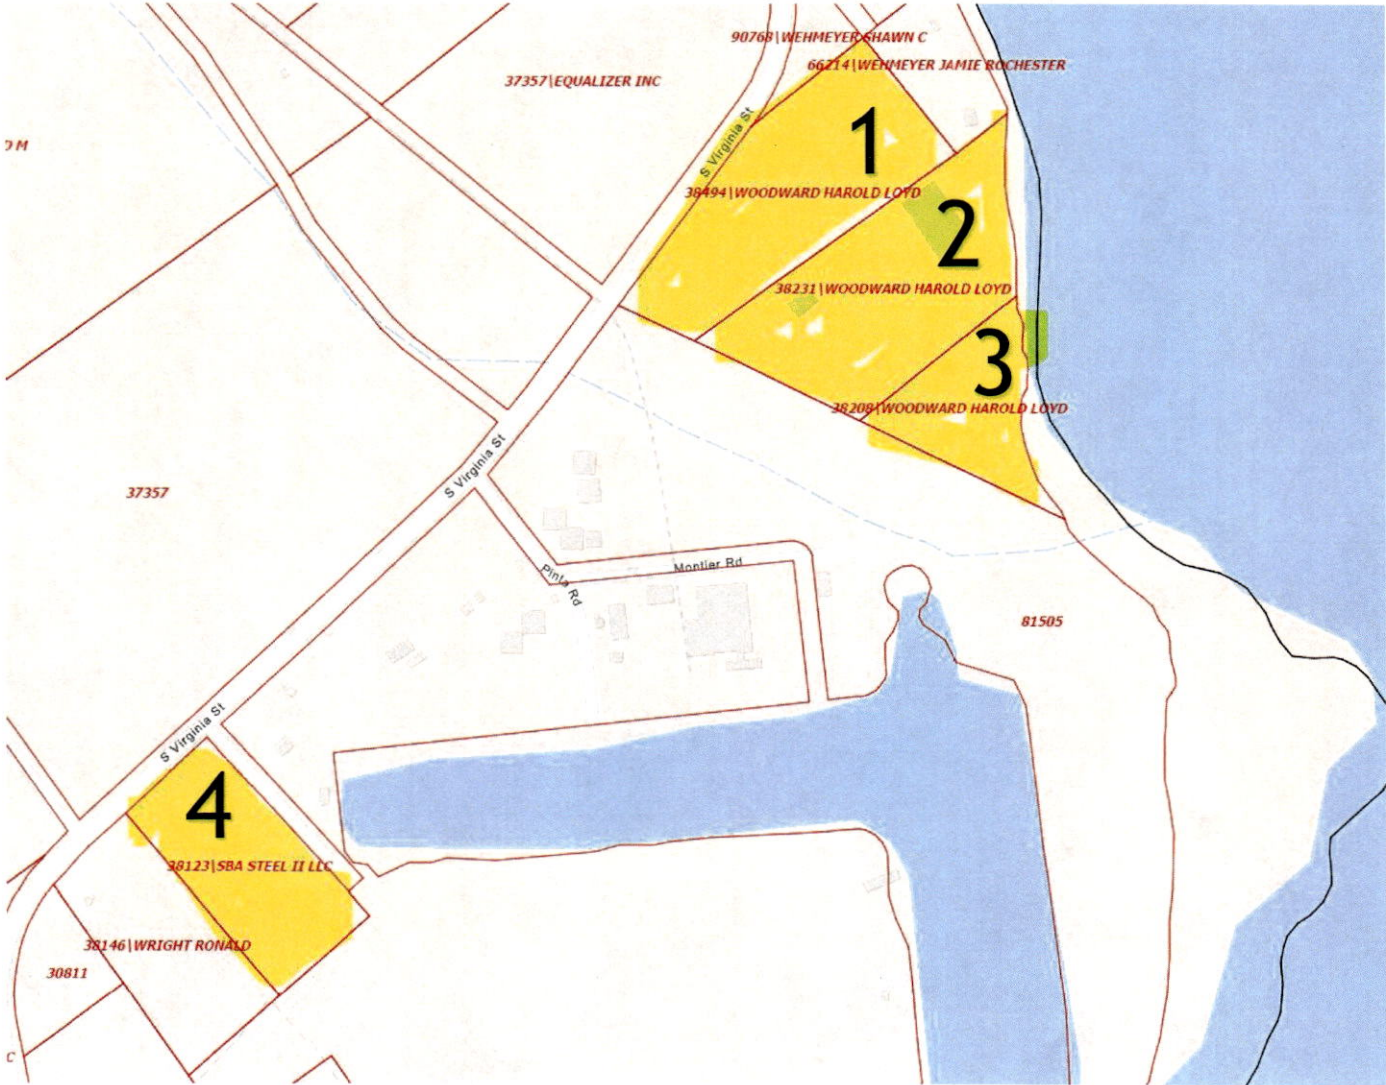 90768|WEHMEYER SHAWN C
66214|WEHMEYER JAMIE ROCHESTER
37357|EQUALIZER INC
S Virginia St
1
38494|WOODWARD HAROLD LOYD
2
38231|WOODWARD HAROLD LOYD
3
38208|WOODWARD HAROLD LOYD
S Virginia St
37357
Pinta Rd
Montier Rd
81505
S Virginia St
4
38123|SBA STEEL II LLC
38146|WRIGHT RONALD
30811
C